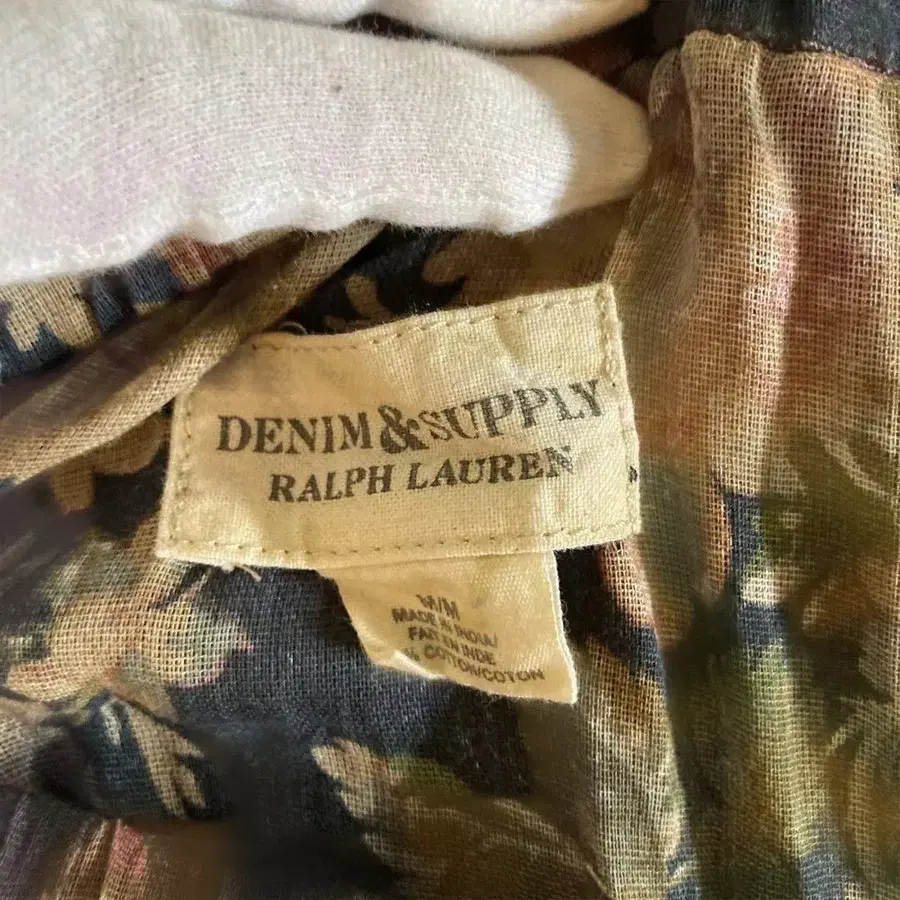 DENIM&SUPPLY
RALPH LAUREN
M/M
MADE IN INDIA/
FAIT EN INDE
COTTON/COTON